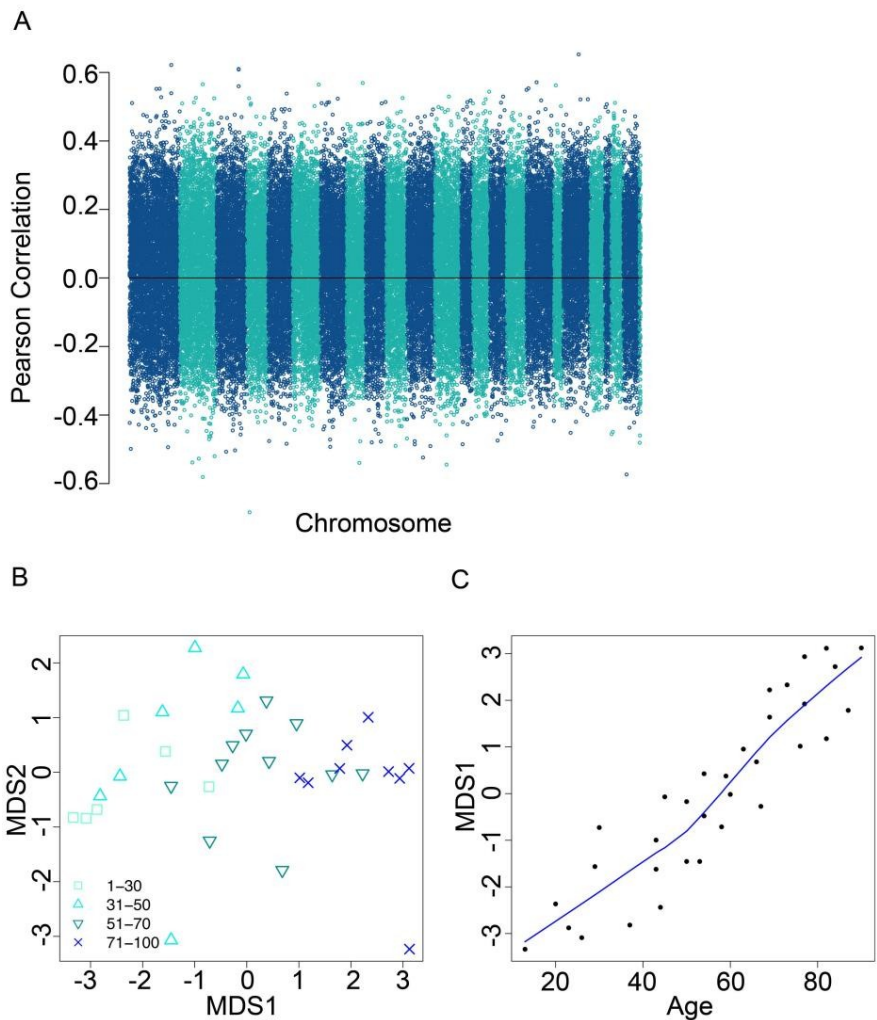 A
Pearson Correlation
0.6
0.4
0.2
0.0
-0.2
-0.4
-0.6
Chromosome
B
MDS2
2
1
0
-1
-2
-3
1–30
31–50
51–70
71–100
-3 -2 -1 0 1 2 3
MDS1
C
MDS1
3
2
1
0
-1
-2
-3
20 40 60 80
Age